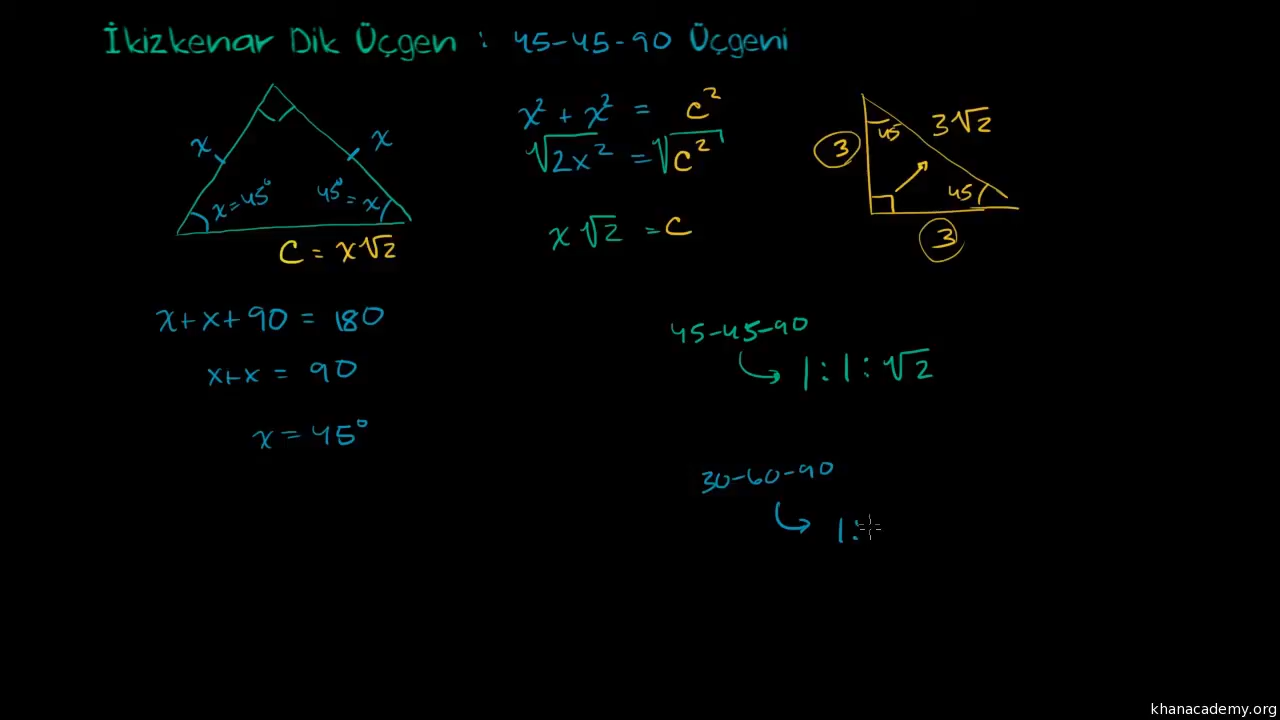 İkizkenar Dik Üçgen : 45-45-90 Üçgeni
x
x
x=45°
45°=x
C = x√2
x² + x² = c²
√2x² = √c²
x√2 = C
3
45
3√2
45
3
x+x+90 = 180
x+x = 90
x = 45°
45-45-90
1:1:√2
30-60-90
1:
khanacademy.org